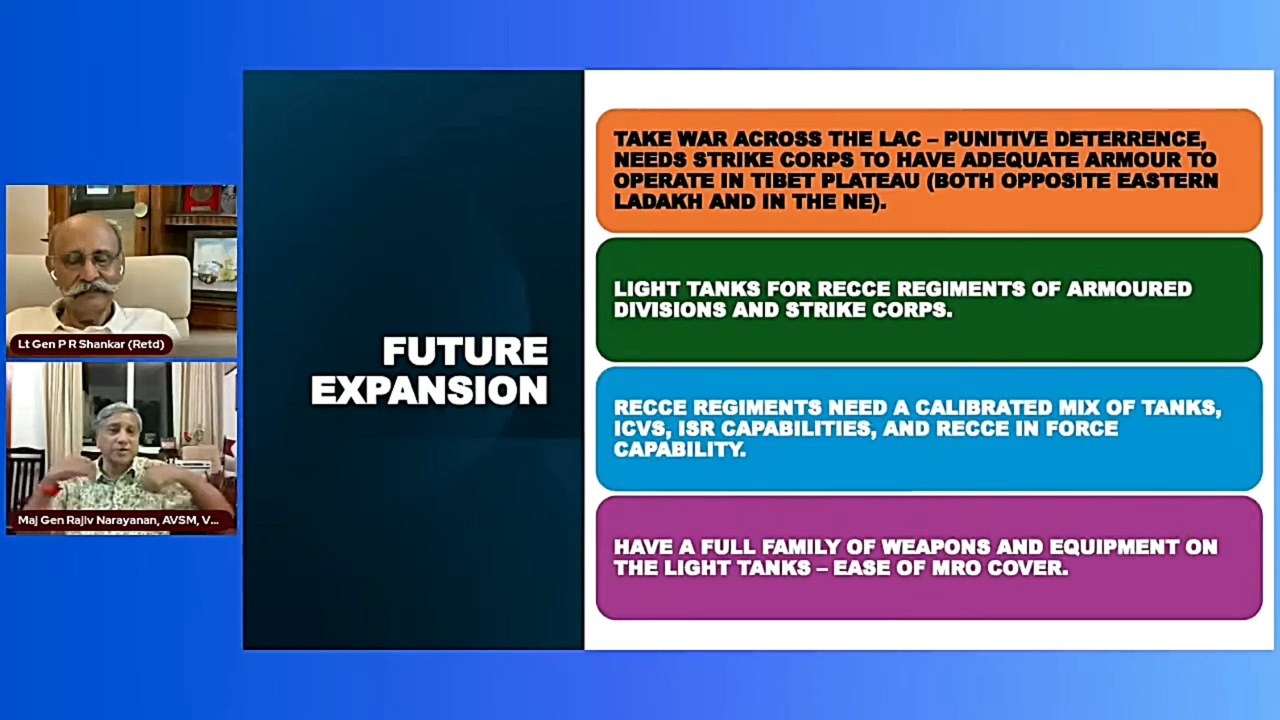 Lt Gen P R Shankar (Retd)
Maj Gen Rajiv Narayanan, AVSM, V...
FUTURE
EXPANSION
TAKE WAR ACROSS THE LAC – PUNITIVE DETERRENCE,
NEEDS STRIKE CORPS TO HAVE ADEQUATE ARMOUR TO
OPERATE IN TIBET PLATEAU (BOTH OPPOSITE EASTERN
LADAKH AND IN THE NE).
LIGHT TANKS FOR RECCE REGIMENTS OF ARMOURED
DIVISIONS AND STRIKE CORPS.
RECCE REGIMENTS NEED A CALIBRATED MIX OF TANKS,
ICVS, ISR CAPABILITIES, AND RECCE IN FORCE
CAPABILITY.
HAVE A FULL FAMILY OF WEAPONS AND EQUIPMENT ON
THE LIGHT TANKS – EASE OF MRO COVER.